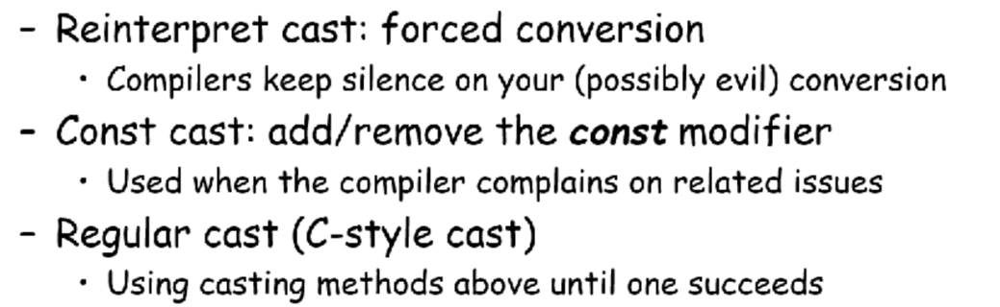 - Reinterpret cast: forced conversion
• Compilers keep silence on your (possibly evil) conversion
- Const cast: add/remove the const modifier
• Used when the compiler complains on related issues
- Regular cast (C-style cast)
• Using casting methods above until one succeeds